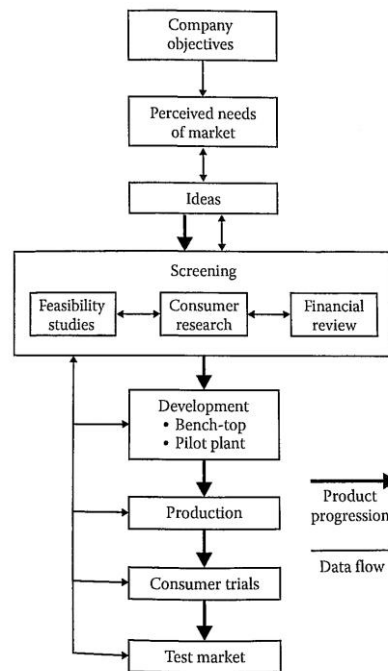 Company
objectives
Perceived needs
of market
Ideas
Screening
Feasibility
studies
Consumer
research
Financial
review
Development
• Bench-top
• Pilot plant
Production
Consumer trials
Test market
Product
progression
Data flow